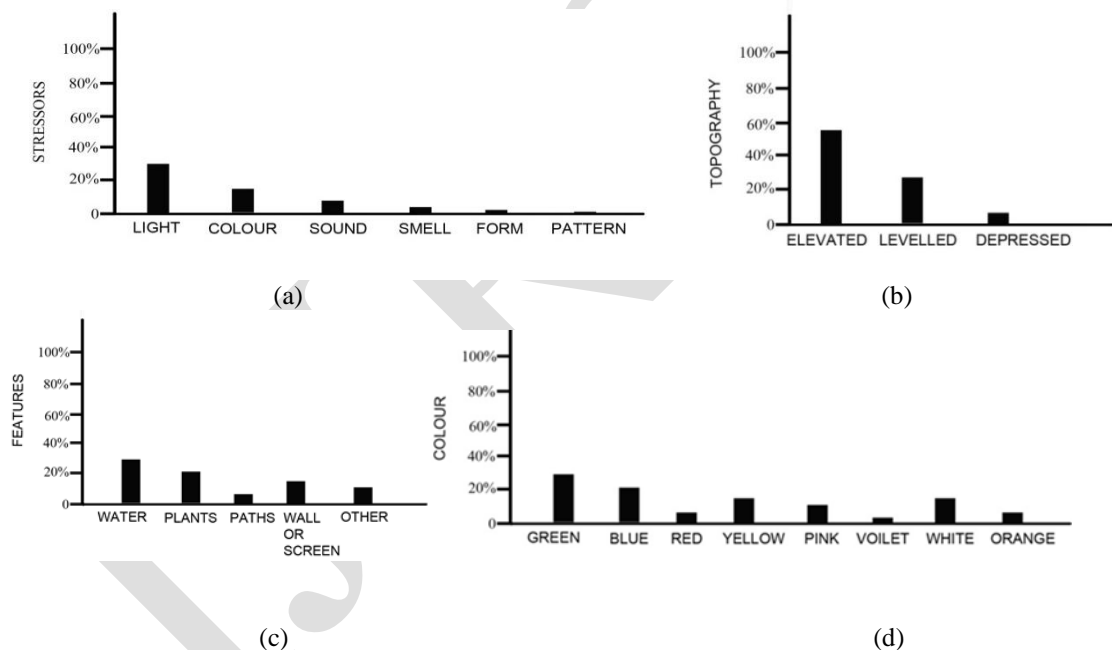 STRESSORS
100%
80%
60%
40%
20%
0
LIGHT COLOUR SOUND SMELL FORM PATTERN
(a)
TOPOGRAPHY
100%
80%
60%
40%
20%
0
ELEVATED LEVELLED DEPRESSED
(b)
FEATURES
100%
80%
60%
40%
20%
0
WATER PLANTS PATHS WALL OTHER
OR
SCREEN
(c)
COLOUR
100%
80%
60%
40%
20%
0
GREEN BLUE RED YELLOW PINK VOILET WHITE ORANGE
(d)